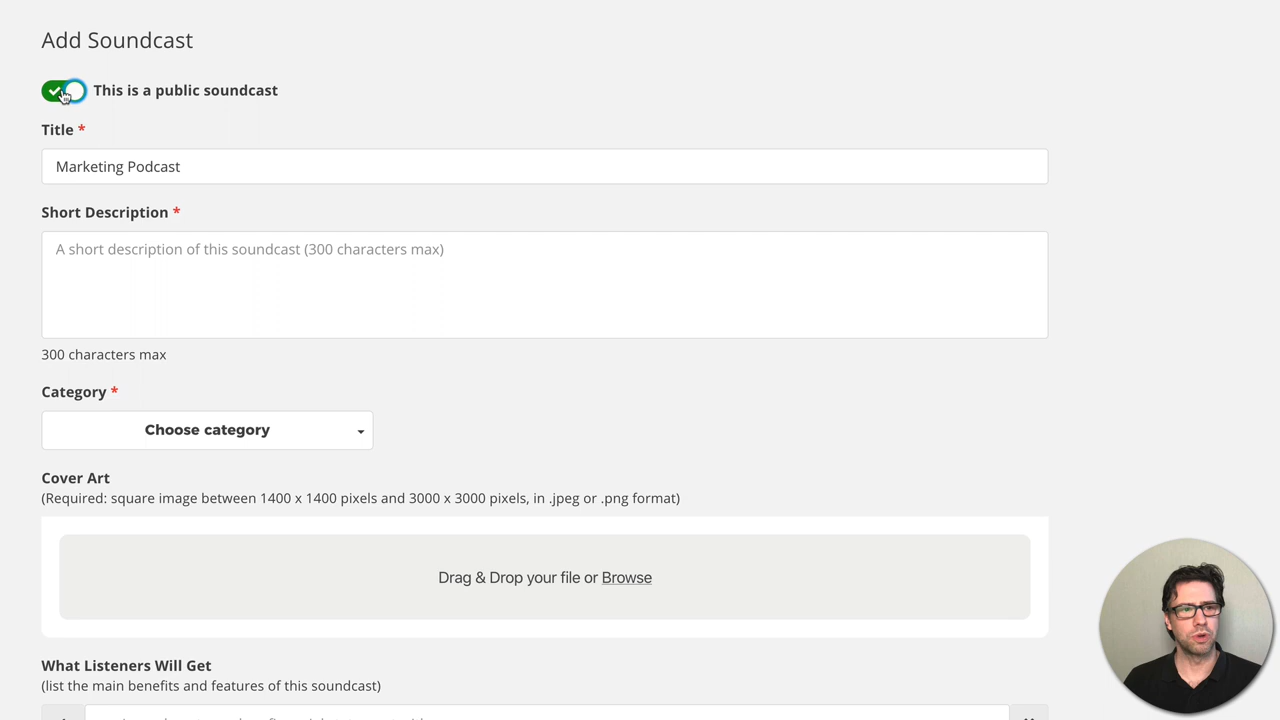 Add Soundcast
This is a public soundcast
Title *
Marketing Podcast
Short Description *
A short description of this soundcast (300 characters max)
300 characters max
Category *
Choose category
Cover Art
(Required: square image between 1400 x 1400 pixels and 3000 x 3000 pixels, in .jpeg or .png format)
Drag & Drop your file or Browse
What Listeners Will Get
(list the main benefits and features of this soundcast)